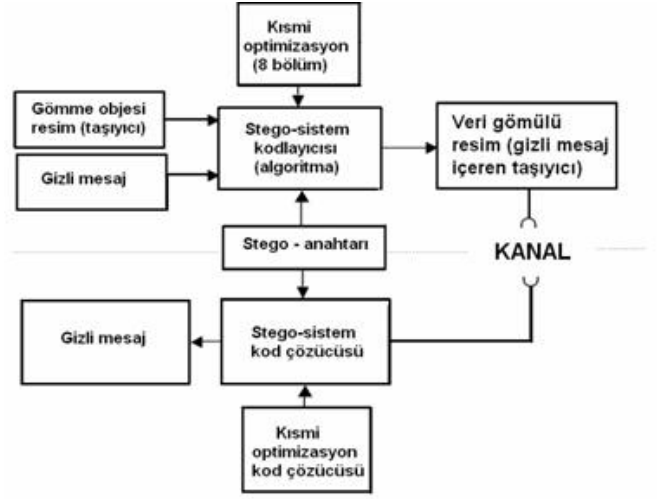 Kısmi
optimizasyon
(8 bölüm)
Gömme objesi
resim (taşıyıcı)
Gizli mesaj
Stego-sistem
kodlayıcısı
(algoritma)
Veri gömülü
resim (gizli mesaj
içeren taşıyıcı)
Stego - anahtarı
KANAL
Gizli mesaj
Stego-sistem
kod çözücüsü
Kısmi
optimizasyon
kod çözücüsü